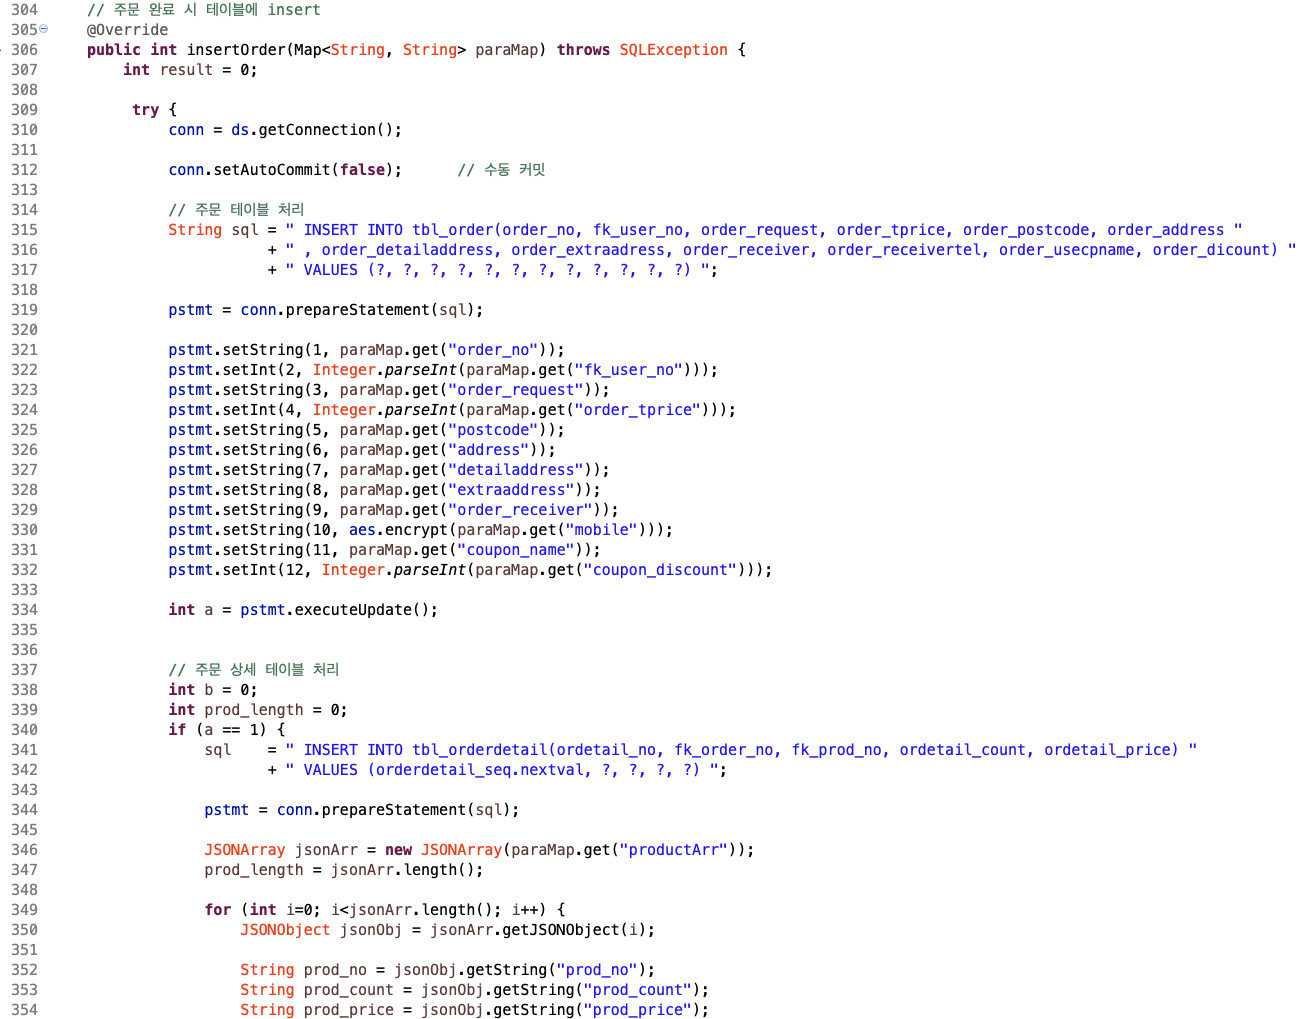 304 // 주문 완료 시 테이블에 insert
305 @Override
306 public int insertOrder(Map<String, String> paraMap) throws SQLException {
307 int result = 0;
308
309 try {
310 conn = ds.getConnection();
311
312 conn.setAutoCommit(false); // 수동 커밋
313
314 // 주문 테이블 처리
315 String sql = " INSERT INTO tbl_order(order_no, fk_user_no, order_request, order_tprice, order_postcode, order_address "
316 + " , order_detailaddress, order_extraadress, order_receiver, order_receivertel, order_usecpname, order_dicount) "
317 + " VALUES (?, ?, ?, ?, ?, ?, ?, ?, ?, ?, ?, ?) ";
318
319 pstmt = conn.prepareStatement(sql);
320
321 pstmt.setString(1, paraMap.get("order_no"));
322 pstmt.setInt(2, Integer.parseInt(paraMap.get("fk_user_no")));
323 pstmt.setString(3, paraMap.get("order_request"));
324 pstmt.setInt(4, Integer.parseInt(paraMap.get("order_tprice")));
325 pstmt.setString(5, paraMap.get("postcode"));
326 pstmt.setString(6, paraMap.get("address"));
327 pstmt.setString(7, paraMap.get("detailaddress"));
328 pstmt.setString(8, paraMap.get("extraaddress"));
329 pstmt.setString(9, paraMap.get("order_receiver"));
330 pstmt.setString(10, aes.encrypt(paraMap.get("mobile")));
331 pstmt.setString(11, paraMap.get("coupon_name"));
332 pstmt.setInt(12, Integer.parseInt(paraMap.get("coupon_discount")));
333
334 int a = pstmt.executeUpdate();
335
336
337 // 주문 상세 테이블 처리
338 int b = 0;
339 int prod_length = 0;
340 if (a == 1) {
341 sql = " INSERT INTO tbl_orderdetail(ordetail_no, fk_order_no, fk_prod_no, ordetail_count, ordetail_price) "
342 + " VALUES (orderdetail_seq.nextval, ?, ?, ?, ?) ";
343
344 pstmt = conn.prepareStatement(sql);
345
346 JSONArray jsonArr = new JSONArray(paraMap.get("productArr"));
347 prod_length = jsonArr.length();
348
349 for (int i=0; i<jsonArr.length(); i++) {
350 JSONObject jsonObj = jsonArr.getJSONObject(i);
351
352 String prod_no = jsonObj.getString("prod_no");
353 String prod_count = jsonObj.getString("prod_count");
354 String prod_price = jsonObj.getString("prod_price");